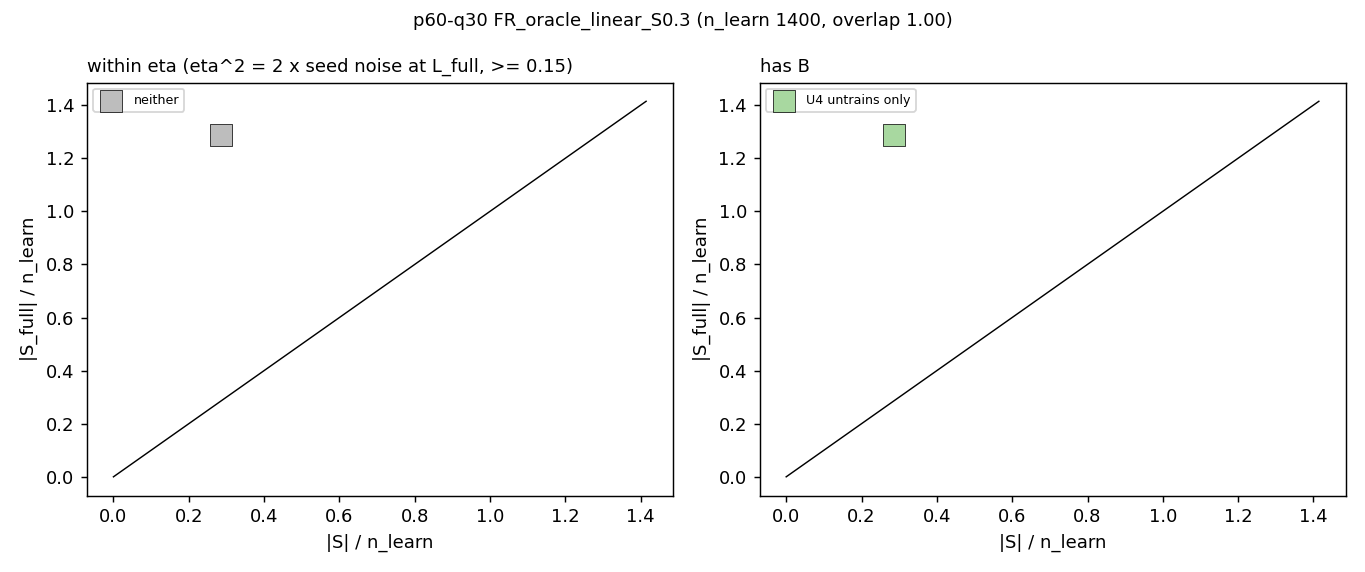 p60-q30 FR_oracle_linear_S0.3 (n_learn 1400, overlap 1.00)
within eta (eta^2 = 2 x seed noise at L_full, >= 0.15)
neither
|S_full| / n_learn
1.4
1.2
1.0
0.8
0.6
0.4
0.2
0.0
0.0 0.2 0.4 0.6 0.8 1.0 1.2 1.4
|S| / n_learn
has B
U4 untrains only
|S_full| / n_learn
1.4
1.2
1.0
0.8
0.6
0.4
0.2
0.0
0.0 0.2 0.4 0.6 0.8 1.0 1.2 1.4
|S| / n_learn